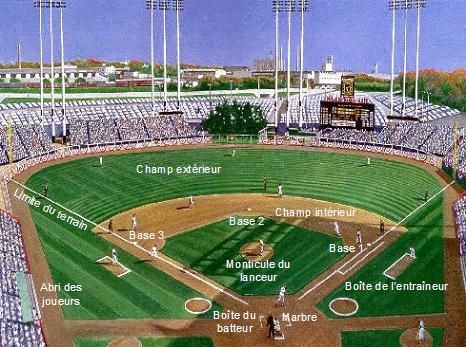 Champ extérieur
Limite du terrain
Champ intérieur
Base 2
Base 3
Base 1
Monticule du
lanceur
Abri des
joueurs
Boîte de l'entraîneur
Boîte du
batteur
Marbre